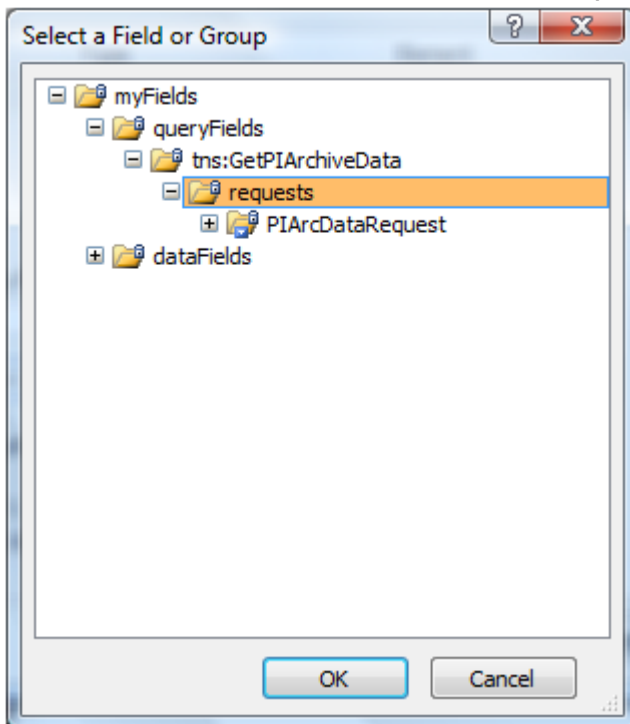 Select a Field or Group
myFields
queryFields
tns:GetPIArchiveData
requests
PIArcDataRequest
dataFields
OK Cancel